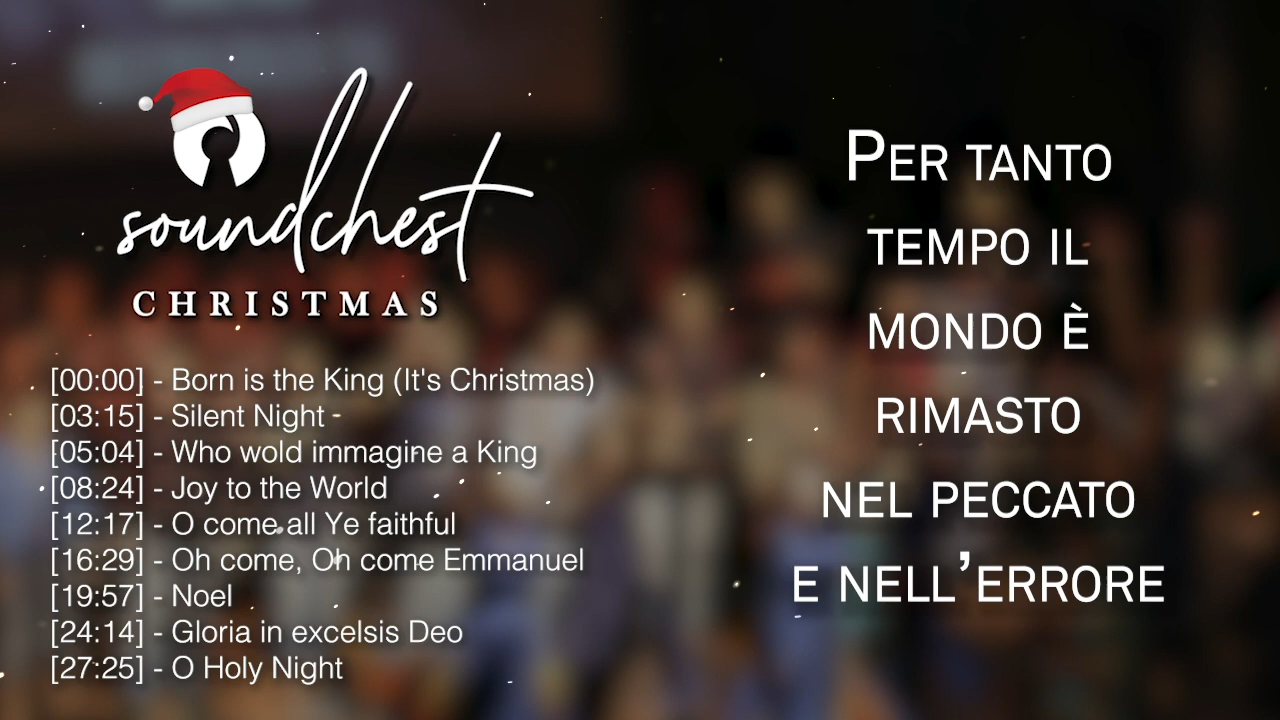 soundchest
CHRISTMAS
[00:00] - Born is the King (It's Christmas)
[03:15] - Silent Night -
[05:04] - Who wold immagine a King
[08:24] - Joy to the World
[12:17] - O come all Ye faithful
[16:29] - Oh come, Oh come Emmanuel
[19:57] - Noel
[24:14] - Gloria in excelsis Deo
[27:25] - O Holy Night
PER TANTO
TEMPO IL
MONDO È
RIMASTO
NEL PECCATO
E NELL’ERRORE